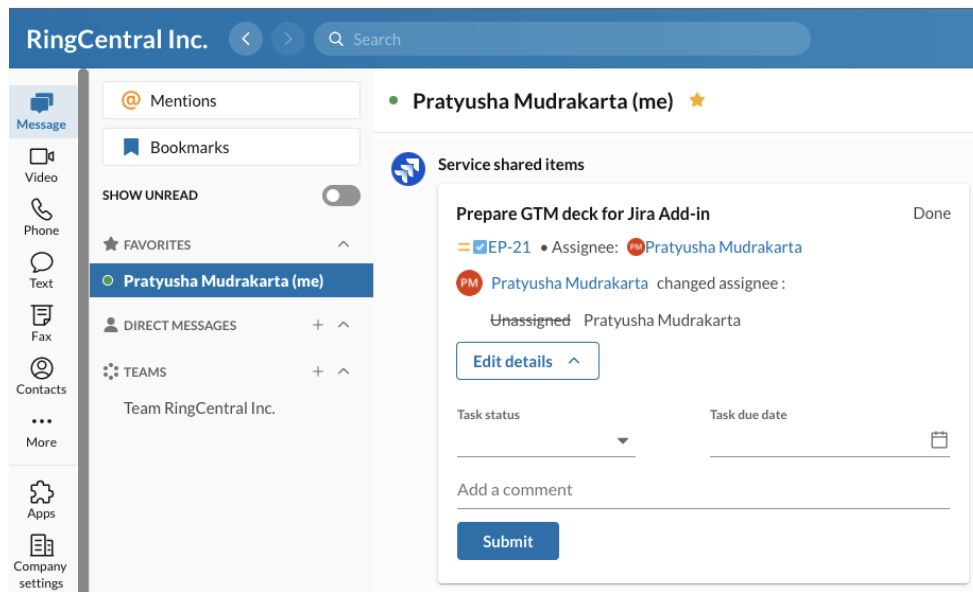 RingCentral Inc.
Search
Message
Video
Phone
Text
Fax
Contacts
More
Apps
Company
settings
@ Mentions
Bookmarks
SHOW UNREAD
FAVORITES
Pratyusha Mudrakarta (me)
DIRECT MESSAGES
TEAMS
Team RingCentral Inc.
Pratyusha Mudrakarta (me)
Service shared items
Prepare GTM deck for Jira Add-in Done
EP-21 • Assignee: PM Pratyusha Mudrakarta
PM Pratyusha Mudrakarta changed assignee :
Unassigned Pratyusha Mudrakarta
Edit details
Task status Task due date
Add a comment
Submit